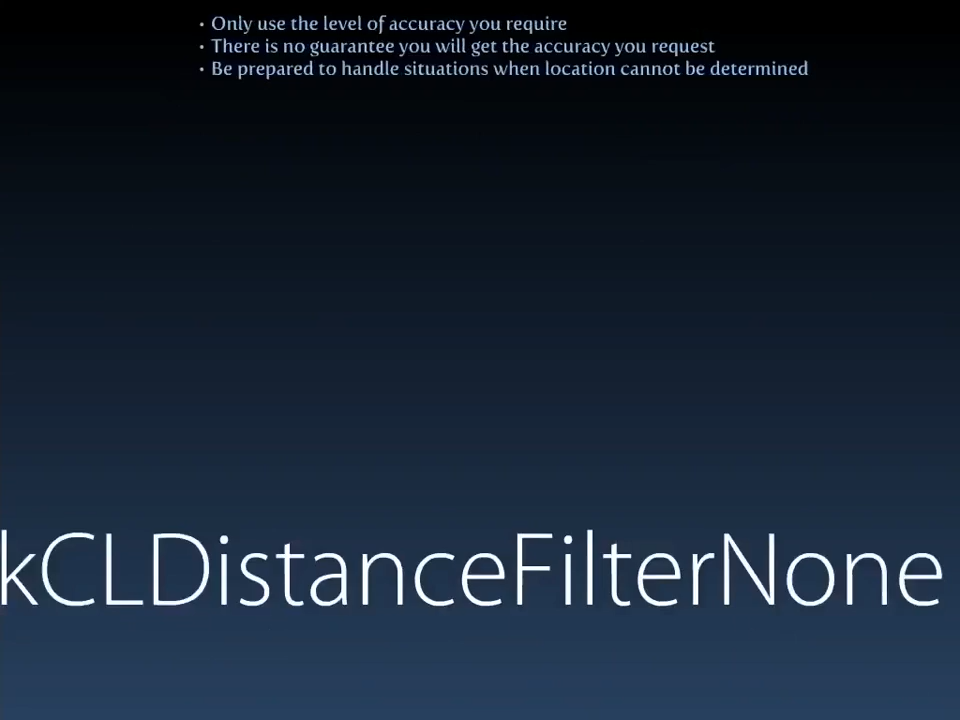 • Only use the level of accuracy you require
• There is no guarantee you will get the accuracy you request
• Be prepared to handle situations when location cannot be determined
kCLDistanceFilterNone